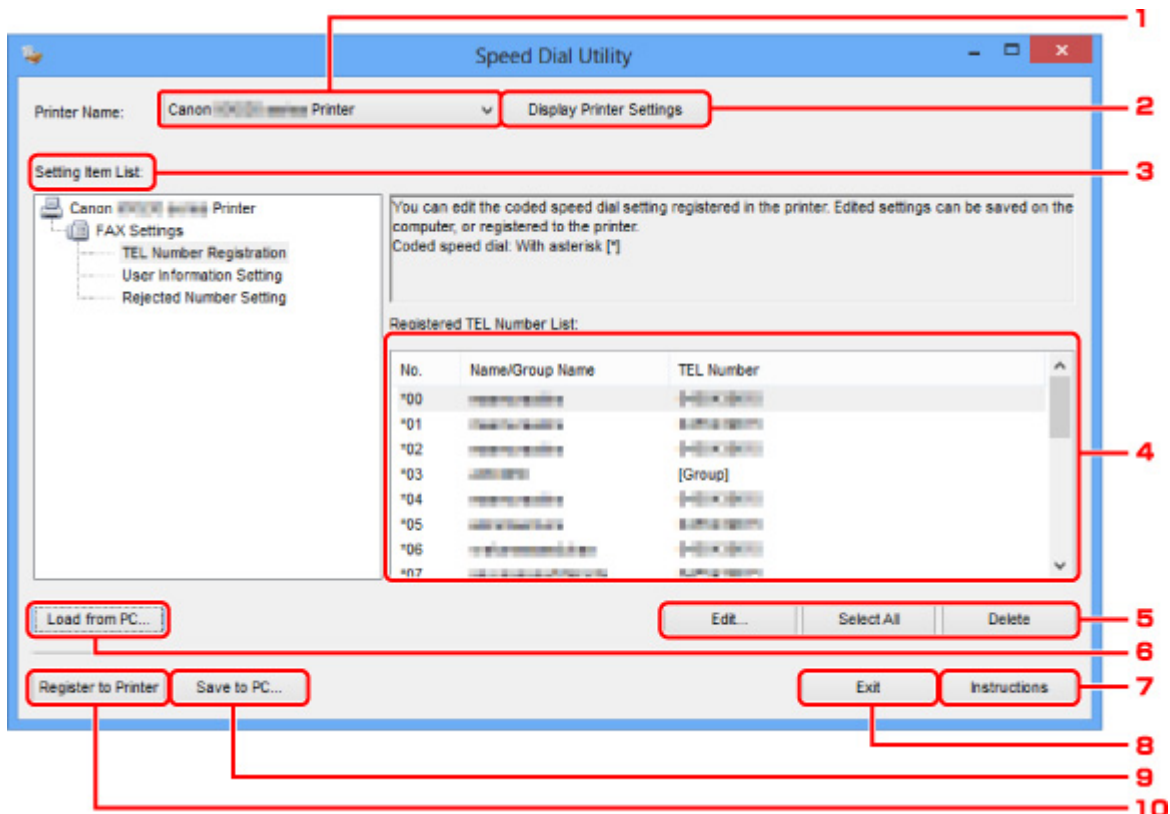 1
Speed Dial Utility
Printer Name: Canon Printer Display Printer Settings
2
Setting Item List:
3
Canon Printer
FAX Settings
TEL Number Registration
User Information Setting
Rejected Number Setting
You can edit the coded speed dial setting registered in the printer. Edited settings can be saved on the
computer, or registered to the printer.
Coded speed dial: With asterisk [*]
Registered TEL Number List:
No. Name/Group Name TEL Number
*00
*01
*02
*03 [Group]
*04
*05
*06
*07
4
Load from PC... Edit... Select All Delete
5
6
Register to Printer Save to PC... Exit Instructions
7
8
9
10